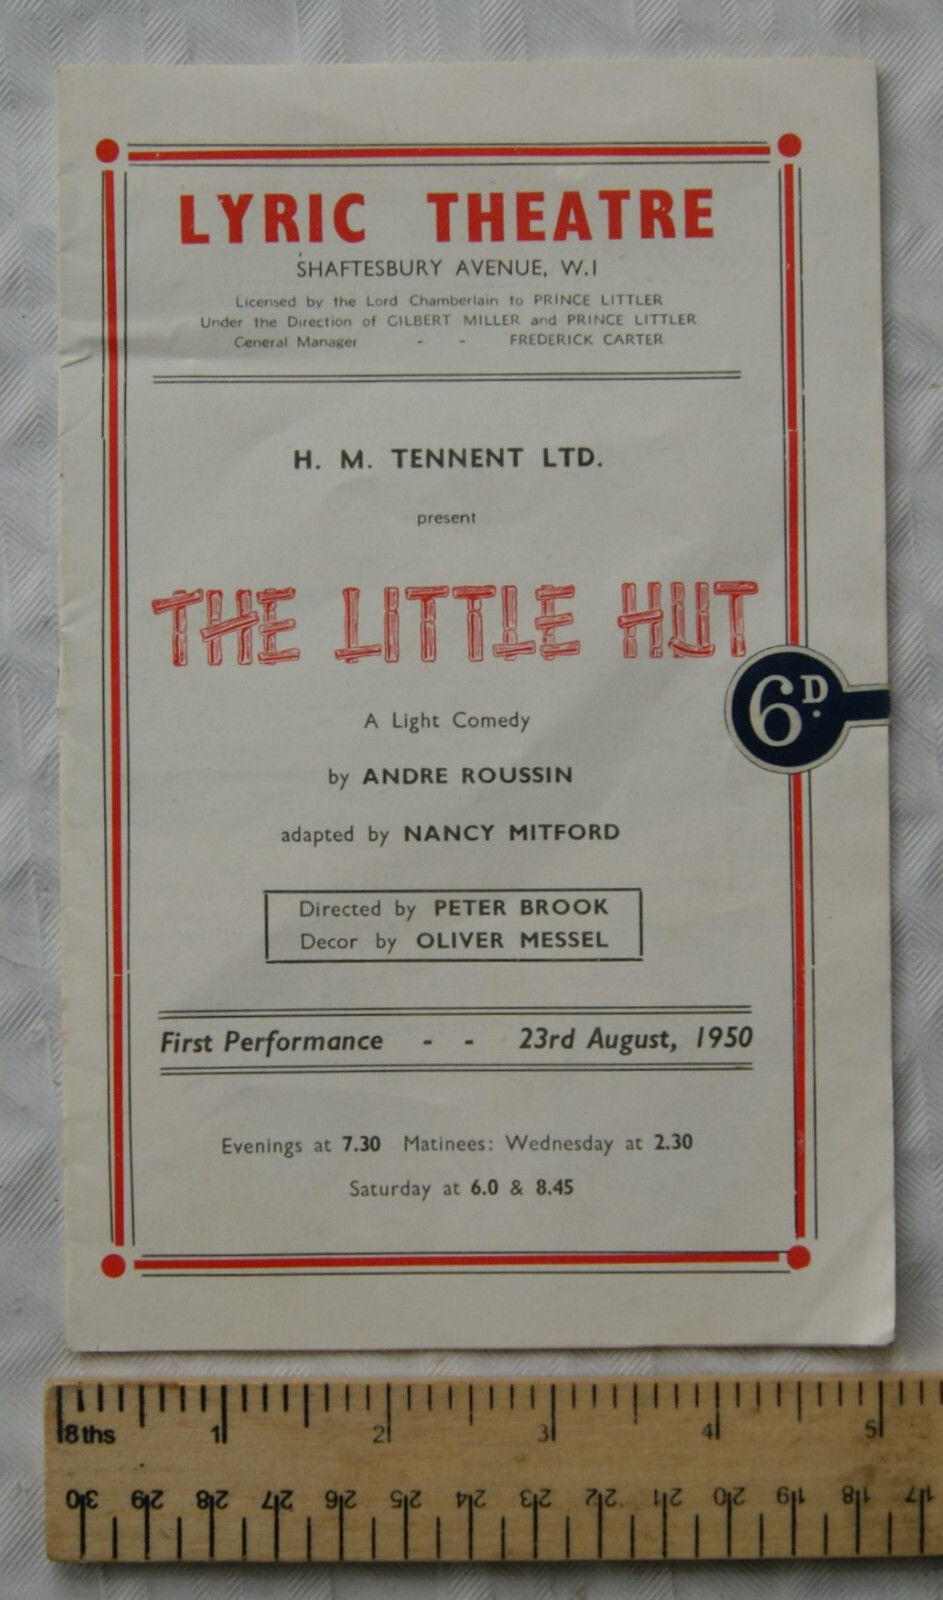 LYRIC THEATRE
SHAFTESBURY AVENUE, W.1
Licensed by the Lord Chamberlain to PRINCE LITTLER
Under the Direction of GILBERT MILLER and PRINCE LITTLER
General Manager - - FREDERICK CARTER
H. M. TENNENT LTD.
present
THE LITTLE HUT
6D.
A Light Comedy
by ANDRE ROUSSIN
adapted by NANCY MITFORD
Directed by PETER BROOK
Decor by OLIVER MESSEL
First Performance - - 23rd August, 1950
Evenings at 7.30 Matinees: Wednesday at 2.30
Saturday at 6.0 & 8.45
8ths 1 2 3 4 5
30 29 28 27 26 25 24 23 22 21 20 19 18 17